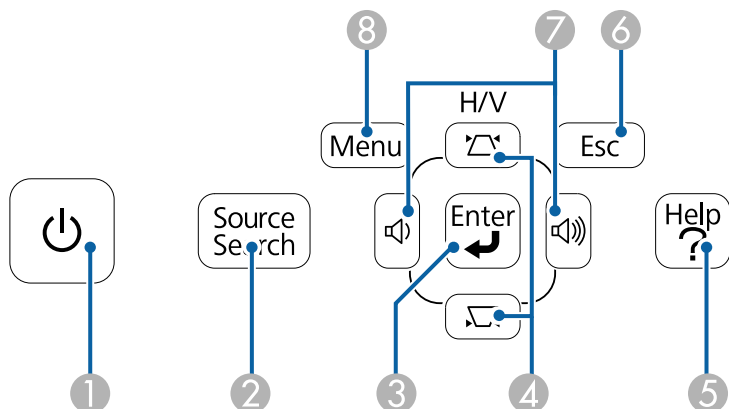 8 7 6
H/V
Menu
Esc
Source
Search
Enter
Help
?
1 2 3 4 5